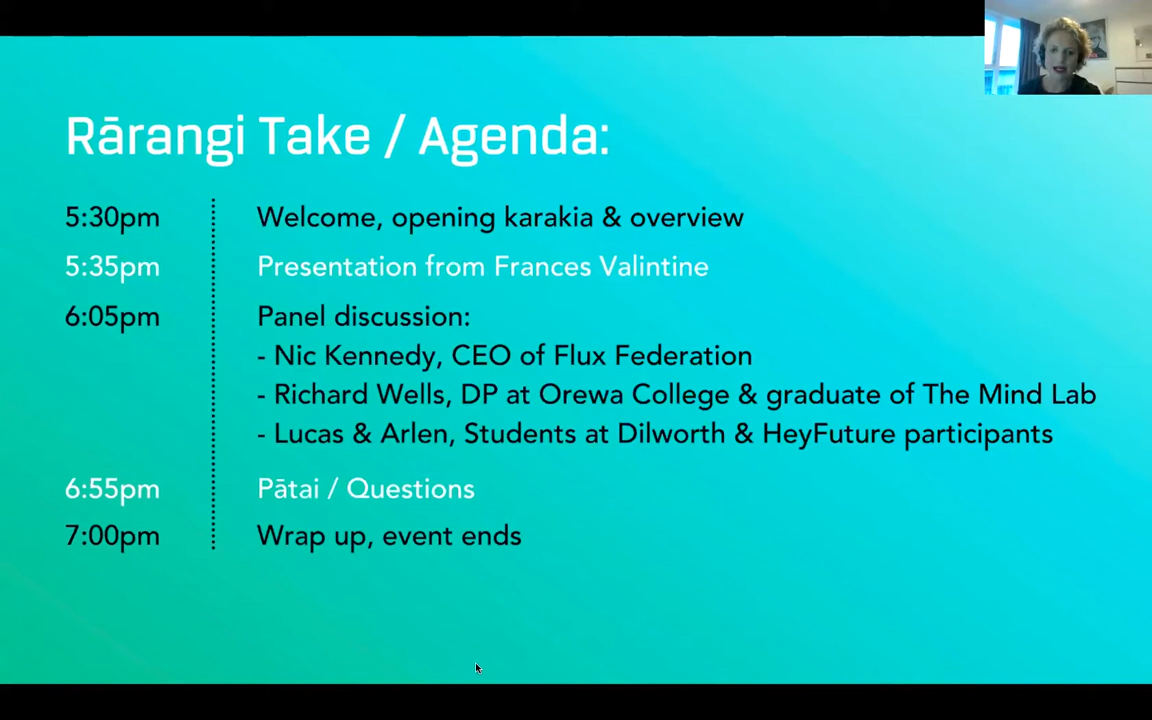 Rārangi Take / Agenda:
5:30pm Welcome, opening karakia & overview
5:35pm Presentation from Frances Valintine
6:05pm Panel discussion:
- Nic Kennedy, CEO of Flux Federation
- Richard Wells, DP at Orewa College & graduate of The Mind Lab
- Lucas & Arlen, Students at Dilworth & HeyFuture participants
6:55pm Pātai / Questions
7:00pm Wrap up, event ends